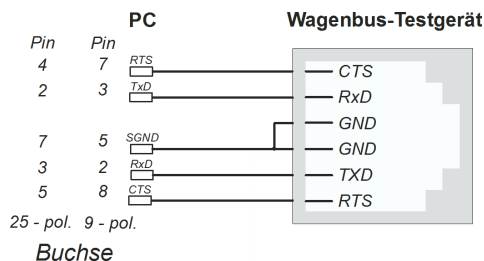 PC Wagenbus-Testgerät
Pin Pin
4 7 RTS CTS
2 3 TxD RxD
GND
7 5 SGND GND
3 2 RxD TXD
5 8 CTS RTS
25 - pol. 9 - pol.
Buchse